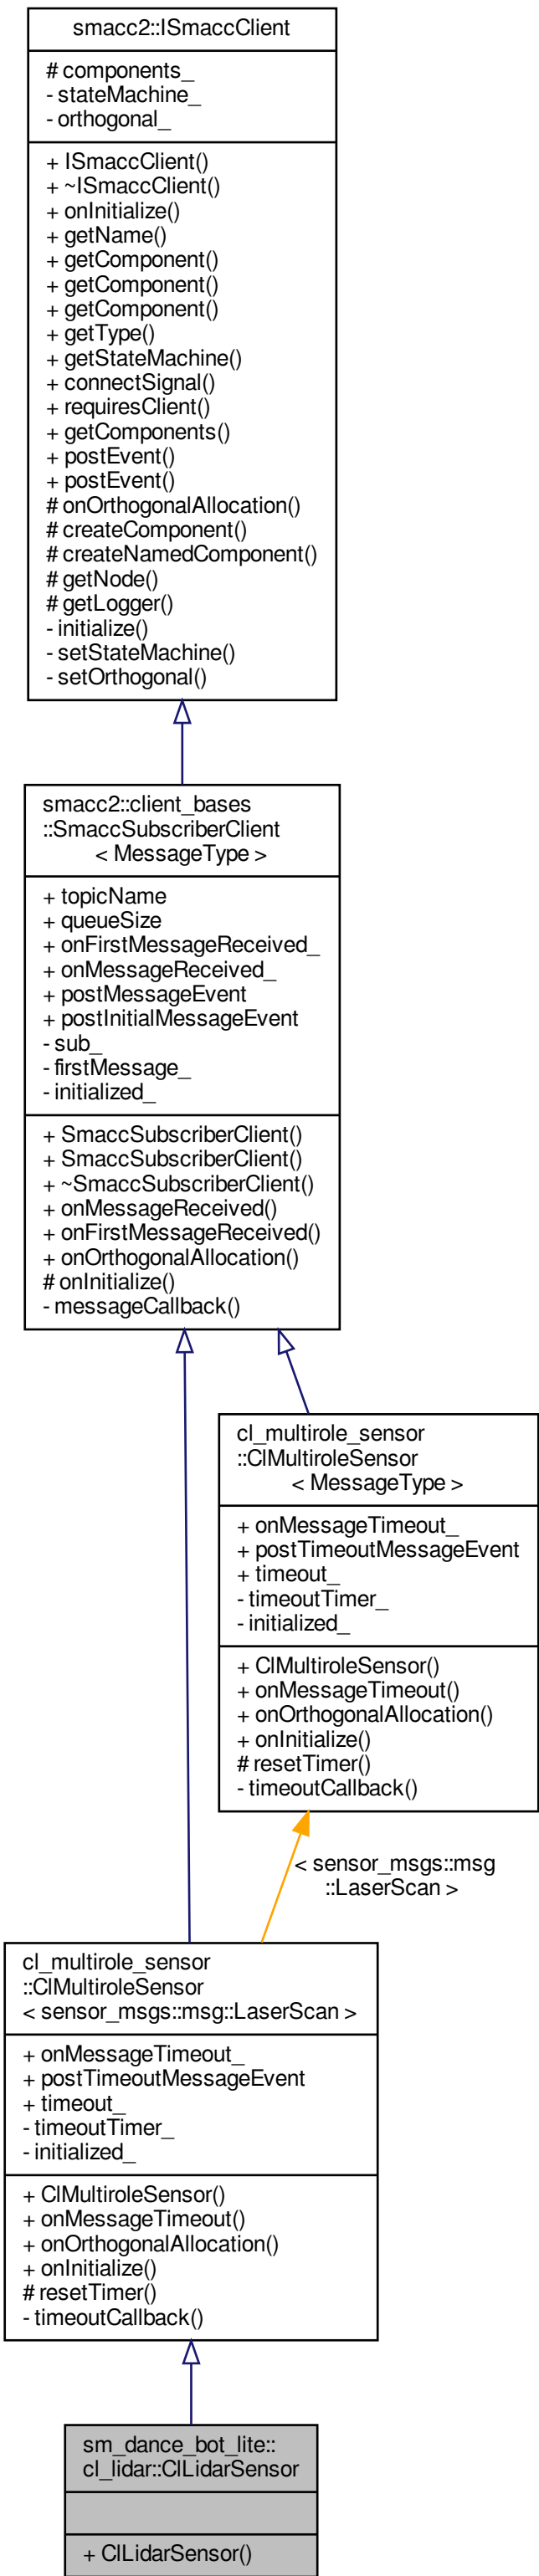 smacc2::ISmaccClient
# components_
- stateMachine_
- orthogonal_
+ ISmaccClient()
+ ~ISmaccClient()
+ onInitialize()
+ getName()
+ getComponent()
+ getComponent()
+ getComponent()
+ getType()
+ getStateMachine()
+ connectSignal()
+ requiresClient()
+ getComponents()
+ postEvent()
+ postEvent()
# onOrthogonalAllocation()
# createComponent()
# createNamedComponent()
# getNode()
# getLogger()
- initialize()
- setStateMachine()
- setOrthogonal()
smacc2::client_bases
::SmaccSubscriberClient
< MessageType >
+ topicName
+ queueSize
+ onFirstMessageReceived_
+ onMessageReceived_
+ postMessageEvent
+ postInitialMessageEvent
- sub_
- firstMessage_
- initialized_
+ SmaccSubscriberClient()
+ SmaccSubscriberClient()
+ ~SmaccSubscriberClient()
+ onMessageReceived()
+ onFirstMessageReceived()
+ onOrthogonalAllocation()
# onInitialize()
- messageCallback()
cl_multirole_sensor
::ClMultiroleSensor
< MessageType >
+ onMessageTimeout_
+ postTimeoutMessageEvent
+ timeout_
- timeoutTimer_
- initialized_
+ ClMultiroleSensor()
+ onMessageTimeout()
+ onOrthogonalAllocation()
+ onInitialize()
# resetTimer()
- timeoutCallback()
< sensor_msgs::msg
::LaserScan >
cl_multirole_sensor
::ClMultiroleSensor
< sensor_msgs::msg::LaserScan >
+ onMessageTimeout_
+ postTimeoutMessageEvent
+ timeout_
- timeoutTimer_
- initialized_
+ ClMultiroleSensor()
+ onMessageTimeout()
+ onOrthogonalAllocation()
+ onInitialize()
# resetTimer()
- timeoutCallback()
sm_dance_bot_lite::
cl_lidar::ClLidarSensor
+ ClLidarSensor()